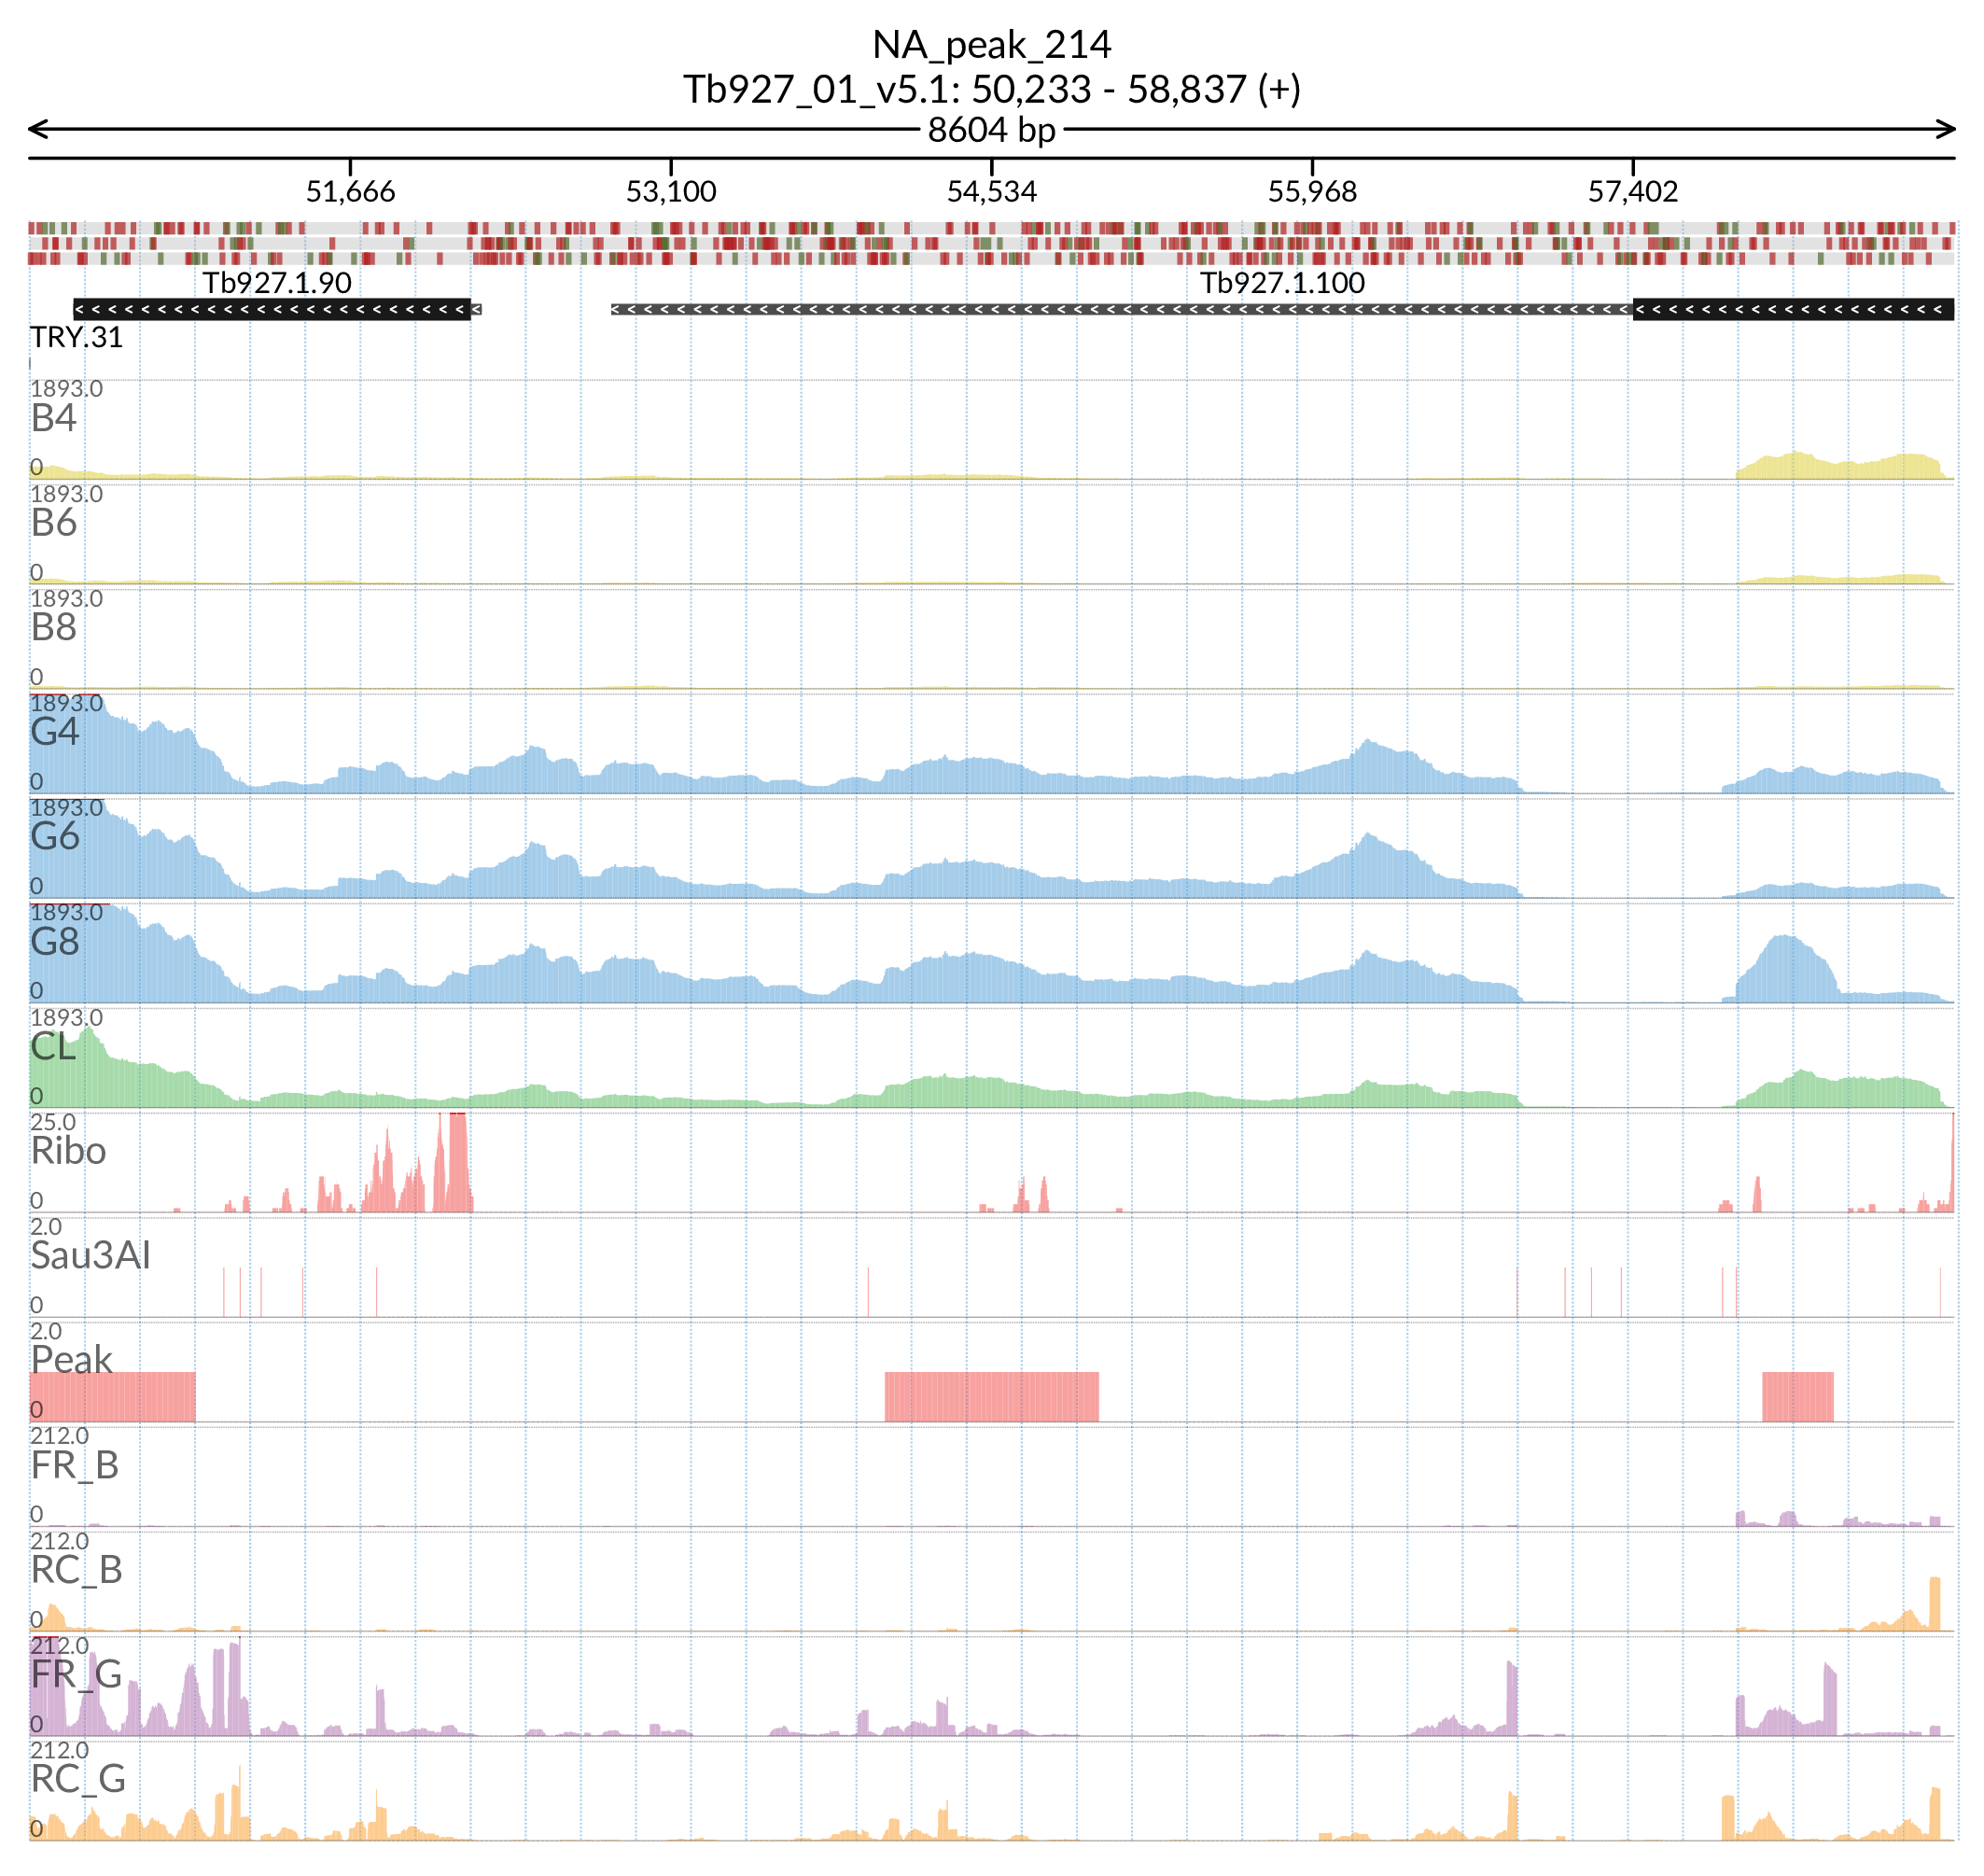 NA_peak_214
Tb927_01_v5.1: 50,233 - 58,837 (+)
8604 bp
51,666 53,100 54,534 55,968 57,402
Tb927.1.90 Tb927.1.100
TRY.31
1893.0
B4
0
1893.0
B6
0
1893.0
B8
0
1893.0
G4
0
1893.0
G6
0
1893.0
G8
0
1893.0
CL
0
25.0
Ribo
0
2.0
Sau3AI
0
2.0
Peak
0
212.0
FR_B
0
212.0
RC_B
0
212.0
FR_G
0
212.0
RC_G
0